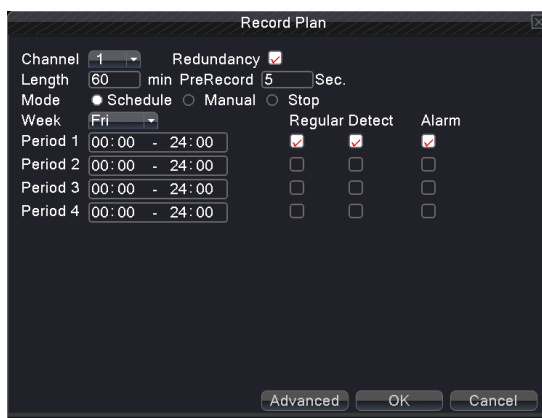 Record Plan
Channel 1 Redundancy
Length 60 min PreRecord 5 Sec.
Mode Schedule Manual Stop
Week Fri Regular Detect Alarm
Period 1 00:00 - 24:00
Period 2 00:00 - 24:00
Period 3 00:00 - 24:00
Period 4 00:00 - 24:00
Advanced OK Cancel